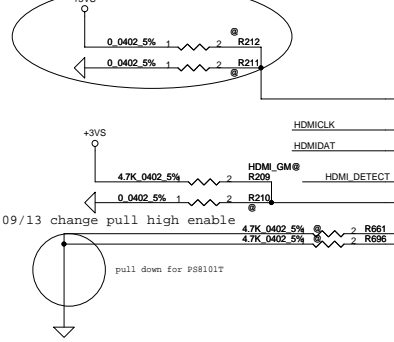 +3VS
@
0_0402_5% 1 2 R212
0_0402_5% 1 2 R211
@
HDMICLK
+3VS
HDMIDAT
HDMI_GM@
4.7K_0402_5% 1 2 R209 HDMI_DETECT
0_0402_5% 1 2 R210
@
09/13 change pull high enable
4.7K_0402_5% 1 @ 2 R661
4.7K_0402_5% 1 @ 2 R696
pull down for PS8101T